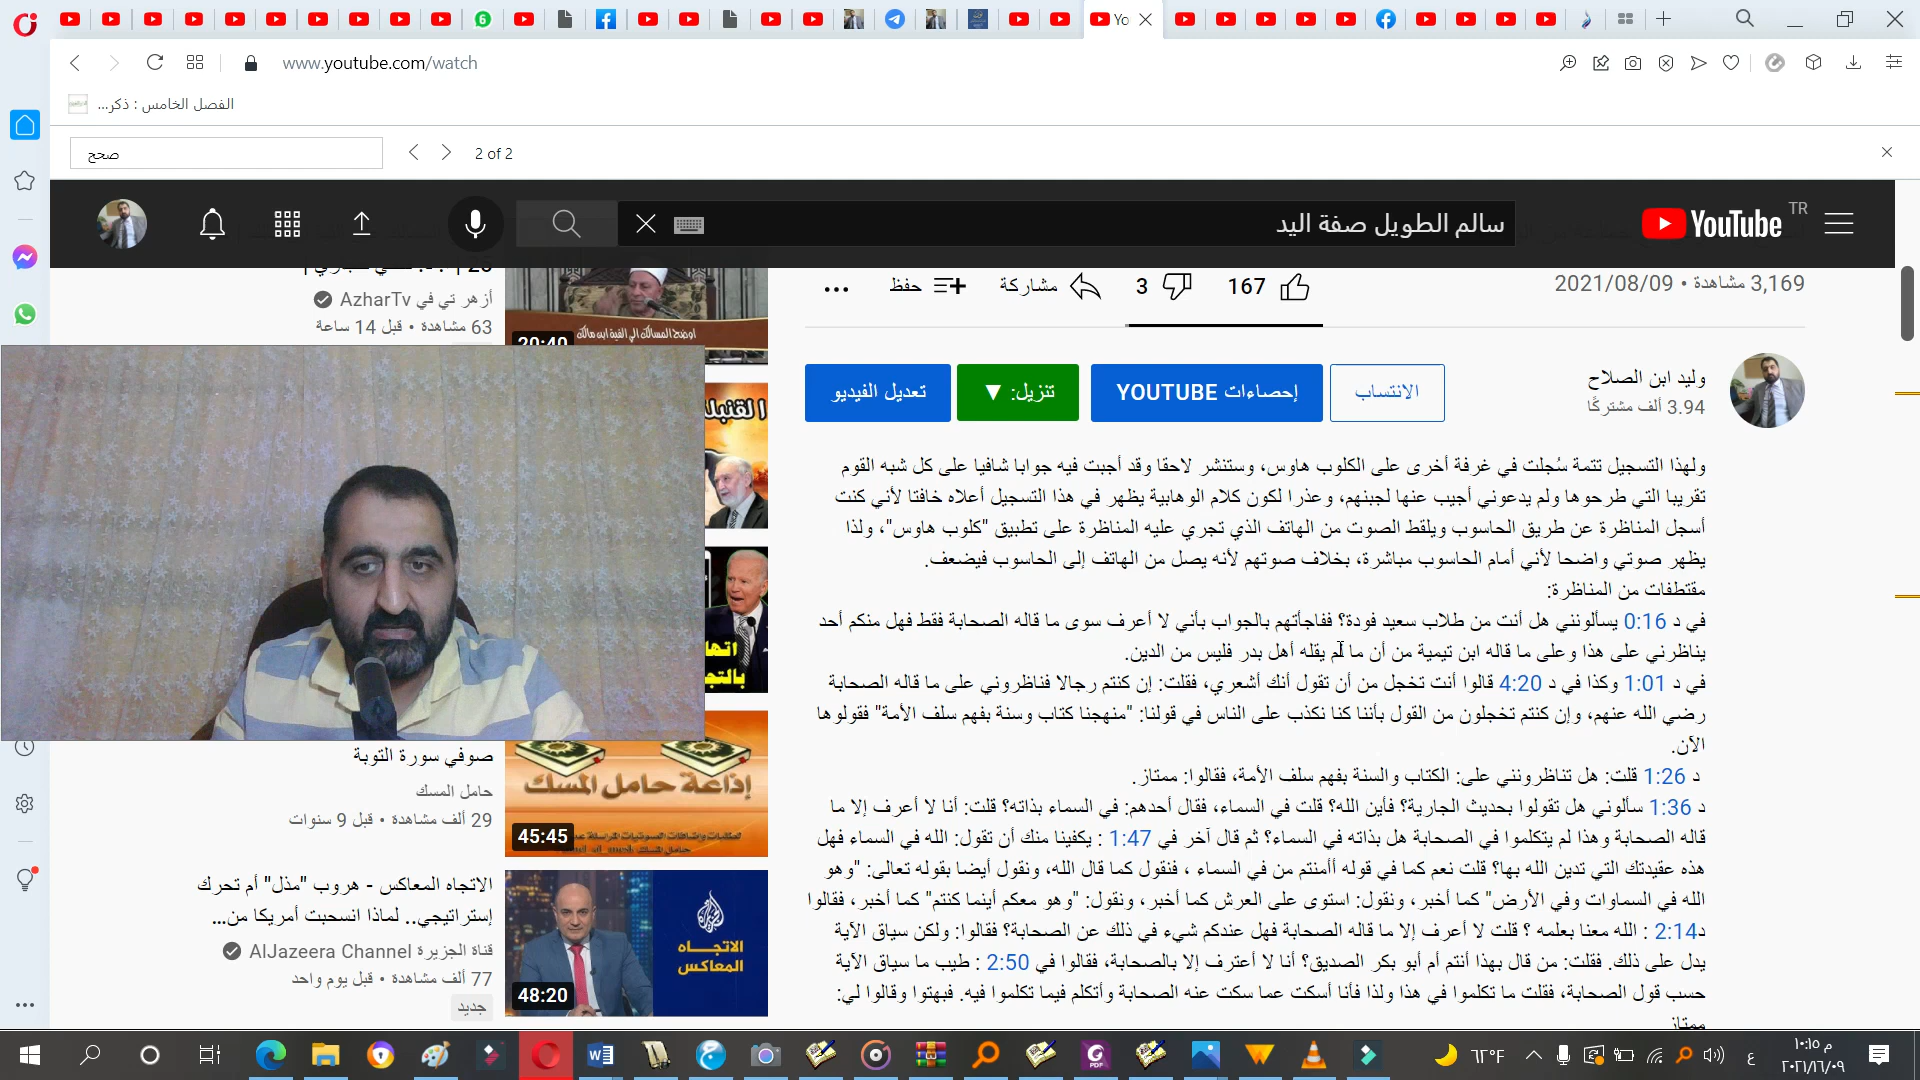 Yo
www.youtube.com/watch
الفصل الخامس : ذكر...
صحح
2 of 2
سالم الطويل صفة اليد
YouTube TR
3,169 مشاهدة • 2021/08/09
167
3
مشاركة
حفظ
وليد ابن الصلاح
3.94 ألف مشتركًا
الانتساب
إحصاءات YOUTUBE
تنزيل: ▼
تعديل الفيديو
ولهذا التسجيل تتمة سُجلت في غرفة أخرى على الكلوب هاوس، وستنشر لاحقا وقد أجبت فيه جوابا شافيا على كل شبه القوم
تقريبا التي طرحوها ولم يدعوني أجيب عنها لجبنهم، وعذرا لكون كلام الوهابية يظهر في هذا التسجيل أعلاه خافتا لأني كنت
أسجل المناظرة عن طريق الحاسوب ويلقط الصوت من الهاتف الذي تجري عليه المناظرة على تطبيق "كلوب هاوس"، ولذا
يظهر صوتي واضحا لأني أمام الحاسوب مباشرة، بخلاف صوتهم لأنه يصل من الهاتف إلى الحاسوب فيضعف.
مقتطفات من المناظرة:
في د 0:16 يسألونني هل أنت من طلاب سعيد فودة؟ ففاجأتهم بالجواب بأني لا أعرف سوى ما قاله الصحابة فقط فهل منكم أحد
يناظرني على هذا وعلى ما قاله ابن تيمية من أن ما لم يقله أهل بدر فليس من الدين.
في د 1:01 وكذا في د 4:20 قالوا أنت تخجل من أن تقول أنك أشعري، فقلت: إن كنتم رجالا فناظروني على ما قاله الصحابة
رضي الله عنهم، وإن كنتم تخجلون من القول بأننا كنا نكذب على الناس في قولنا: "منهجنا كتاب وسنة بفهم سلف الأمة" فقولوها
الآن.
د 1:26 قلت: هل تناظرونني على: الكتاب والسنة بفهم سلف الأمة، فقالوا: ممتاز.
د 1:36 سألوني هل تقولوا بحديث الجارية؟ فأين الله؟ قلت في السماء، فقال أحدهم: في السماء بذاته؟ قلت: أنا لا أعرف إلا ما
قاله الصحابة وهذا لم يتكلموا في الصحابة هل بذاته في السماء؟ ثم قال آخر في 1:47 : يكفينا منك أن تقول: الله في السماء فهل
هذه عقيدتك التي تدين الله بها؟ قلت نعم كما في قوله أأمنتم من في السماء ، فنقول كما قال الله، ونقول أيضا بقوله تعالى: "وهو
الله في السماوات وفي الأرض" كما أخبر، ونقول: استوى على العرش كما أخبر، ونقول: "وهو معكم أينما كنتم" كما أخبر، فقالوا
د2:14 : الله معنا بعلمه ؟ قلت لا أعرف إلا ما قاله الصحابة فهل عندكم شيء في ذلك عن الصحابة؟ فقالوا: ولكن سياق الآية
يدل على ذلك. فقلت: من قال بهذا أنتم أم أبو بكر الصديق؟ أنا لا أعترف إلا بالصحابة، فقالوا في 2:50 : طيب ما سياق الآية
حسب قول الصحابة، فقلت ما تكلموا في هذا ولذا فأنا أسكت عما سكت عنه الصحابة وأتكلم فيما تكلموا فيه. فبهتوا وقالوا لي:
ممتاز
أزهر تي في AzharTv
63 مشاهدة • قبل 14 ساعة
20:40
اوضح المسالك الى الفية ابن مالك
صوفي سورة التوبة
حامل المسك
29 ألف مشاهدة • قبل 9 سنوات
إذاعة حامل المسك
45:45
الاتجاه المعاكس - هروب "مذل" أم تحرك
إستراتيجي.. لماذا انسحبت أمريكا من...
قناة الجزيرة AlJazeera Channel
77 ألف مشاهدة • قبل يوم واحد
جديد
الاتجاه
المعاكس
48:20
٦٢°F
ع
١٠:١٥ م